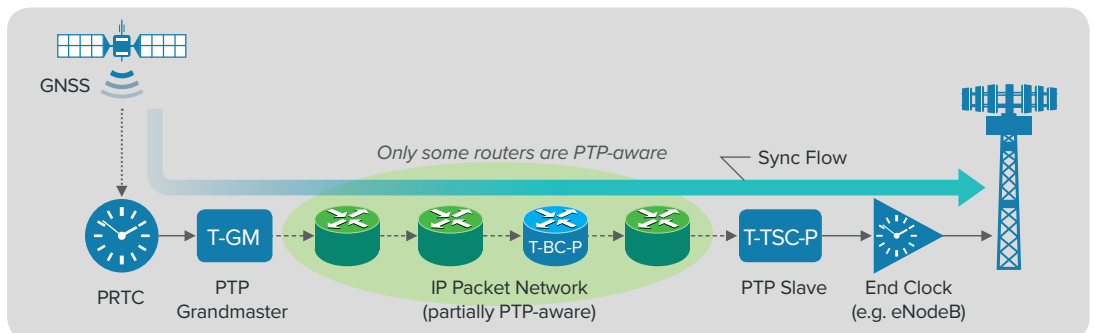 GNSS
Only some routers are PTP-aware
Sync Flow
T-GM
T-BC-P
T-TSC-P
PRTC
PTP
Grandmaster
IP Packet Network
(partially PTP-aware)
PTP Slave
End Clock
(e.g. eNodeB)